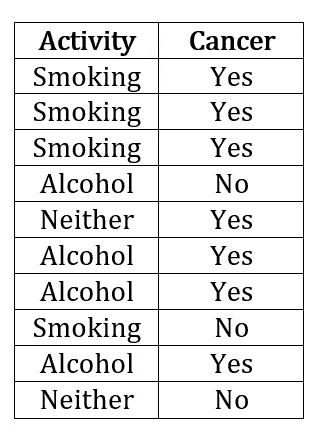 Activity Cancer
Smoking Yes
Smoking Yes
Smoking Yes
Alcohol No
Neither Yes
Alcohol Yes
Alcohol Yes
Smoking No
Alcohol Yes
Neither No